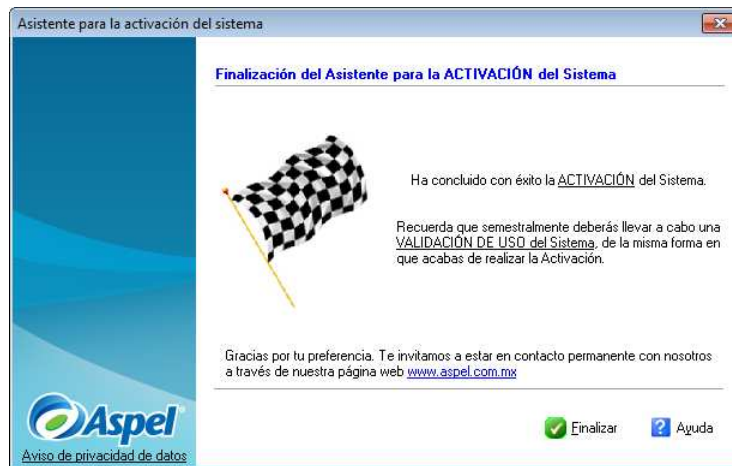 Asistente para la activación del sistema
Finalización del Asistente para la ACTIVACIÓN del Sistema
Ha concluido con éxito la ACTIVACIÓN del Sistema.
Recuerda que semestralmente deberás llevar a cabo una
VALIDACIÓN DE USO del Sistema, de la misma forma en
que acabas de realizar la Activación.
Gracias por tu preferencia. Te invitamos a estar en contacto permanente con nosotros
a través de nuestra página web www.aspel.com.mx
Aspel
Finalizar Ayuda
Aviso de privacidad de datos